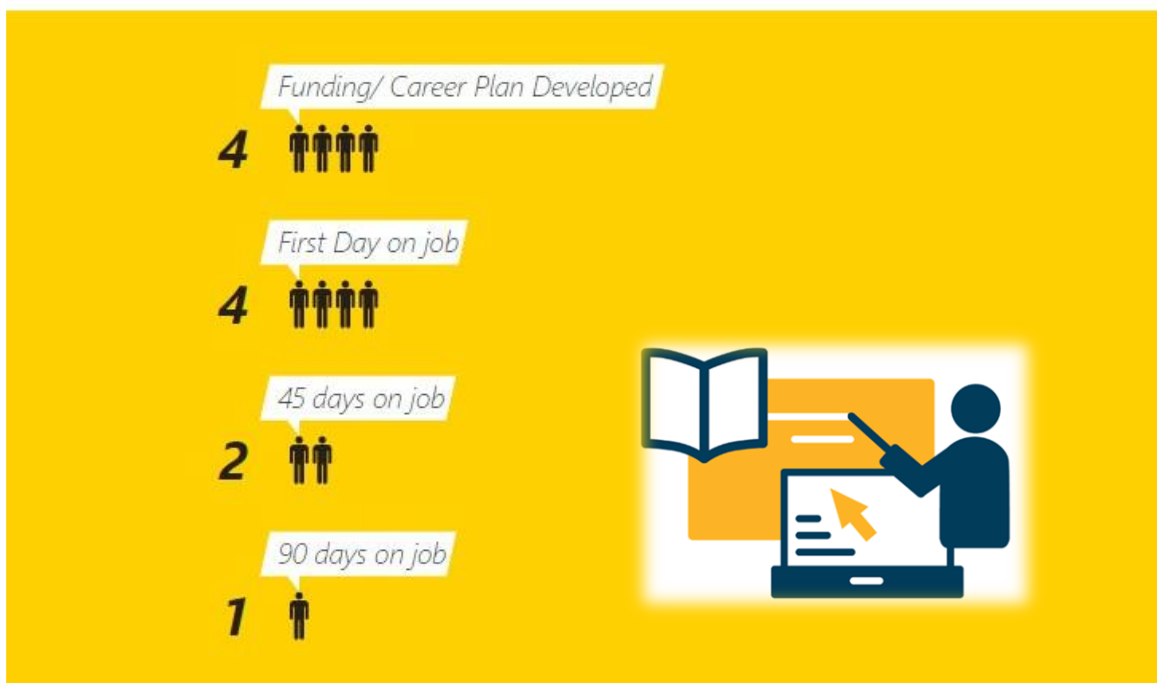 Funding/ Career Plan Developed
4
First Day on job
4
45 days on job
2
90 days on job
1